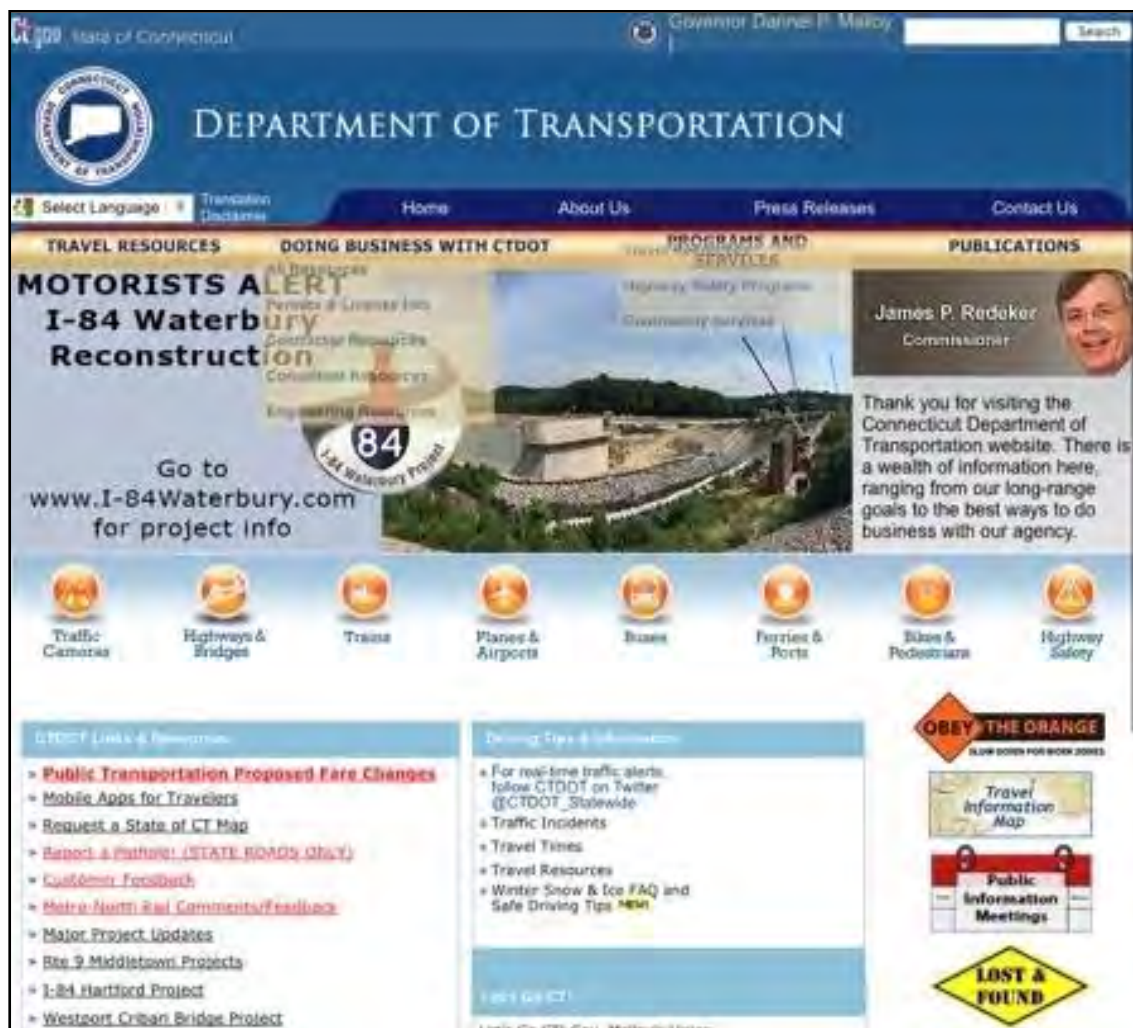 Ct.gov State of Connecticut
Governor Dannel P. Malloy
Search
CONNECTICUT DEPARTMENT OF TRANSPORTATION
DEPARTMENT OF TRANSPORTATION
Select Language
Translation
Disclaimer
Home
About Us
Press Releases
Contact Us
TRAVEL RESOURCES
DOING BUSINESS WITH CTDOT
PROGRAMS AND
SERVICES
PUBLICATIONS
All Resources
Permits & License Info
Contractor Resources
Consultant Resources
Engineering Resources
Highway Safety Programs
Community Services
MOTORISTS ALERT
I-84 Waterbury
Reconstruction
84
I-84 Waterbury Project
Go to
www.I-84Waterbury.com
for project info
James P. Redeker
Commissioner
Thank you for visiting the
Connecticut Department of
Transportation website. There is
a wealth of information here,
ranging from our long-range
goals to the best ways to do
business with our agency.
Traffic
Cameras
Highways &
Bridges
Trains
Planes &
Airports
Buses
Ferries &
Ports
Bikes &
Pedestrians
Highway
Safety
CTDOT Links & Resources
» Public Transportation Proposed Fare Changes
» Mobile Apps for Travelers
» Request a State of CT Map
» Report a Pothole! (STATE ROADS ONLY)
» Customer Feedback
» Metro-North Rail Comments/Feedback
» Major Project Updates
» Rte 9 Middletown Projects
» I-84 Hartford Project
» Westport Cribari Bridge Project
Driving Tips & Information
» For real-time traffic alerts,
follow CTDOT on Twitter
@CTDOT_Statewide
» Traffic Incidents
» Travel Times
» Travel Resources
» Winter Snow & Ice FAQ and
Safe Driving Tips NEW!
Let's Go CT!
OBEY THE ORANGE
SLOW DOWN FOR WORK ZONES
Travel
Information
Map
Public
Information
Meetings
LOST &
FOUND